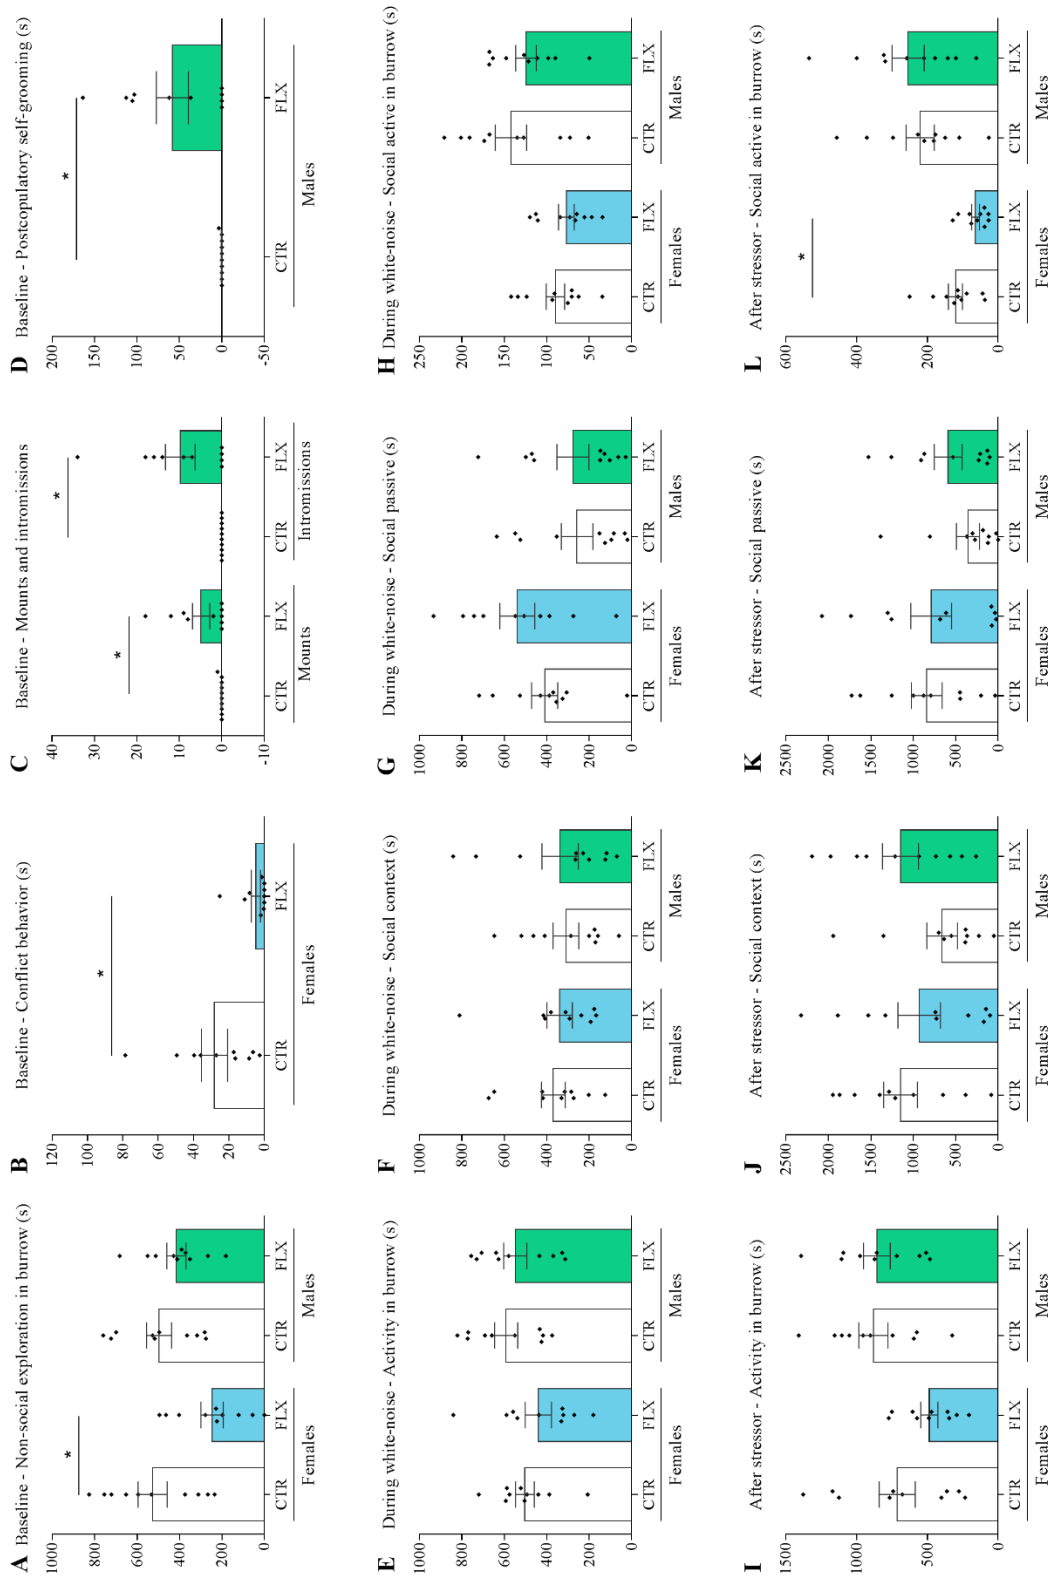 A Baseline - Non-social exploration in burrow (s)
1000
800
600
400
200
0
CTR FLX CTR FLX
Females Males
B Baseline - Conflict behavior (s)
120
100
80
60
40
20
0
*
CTR FLX
Females
C Baseline - Mounts and intromissions
40
30
20
10
0
-10
*
*
CTR FLX CTR FLX
Mounts Intromissions
D Baseline - Postcopulatory self-grooming (s)
200
150
100
50
0
-50
*
CTR FLX
Males
E During white-noise - Activity in burrow (s)
1000
800
600
400
200
0
CTR FLX CTR FLX
Females Males
F During white-noise - Social context (s)
1000
800
600
400
200
0
CTR FLX CTR FLX
Females Males
G During white-noise - Social passive (s)
1000
800
600
400
200
0
CTR FLX CTR FLX
Females Males
H During white-noise - Social active in burrow (s)
250
200
150
100
50
0
CTR FLX CTR FLX
Females Males
I After stressor - Activity in burrow (s)
1500
1000
500
0
CTR FLX CTR FLX
Females Males
J After stressor - Social context (s)
2500
2000
1500
1000
500
0
CTR FLX CTR FLX
Females Males
K After stressor - Social passive (s)
2500
2000
1500
1000
500
0
CTR FLX CTR FLX
Females Males
L After stressor - Social active in burrow (s)
600
400
200
0
*
CTR FLX CTR FLX
Females Males